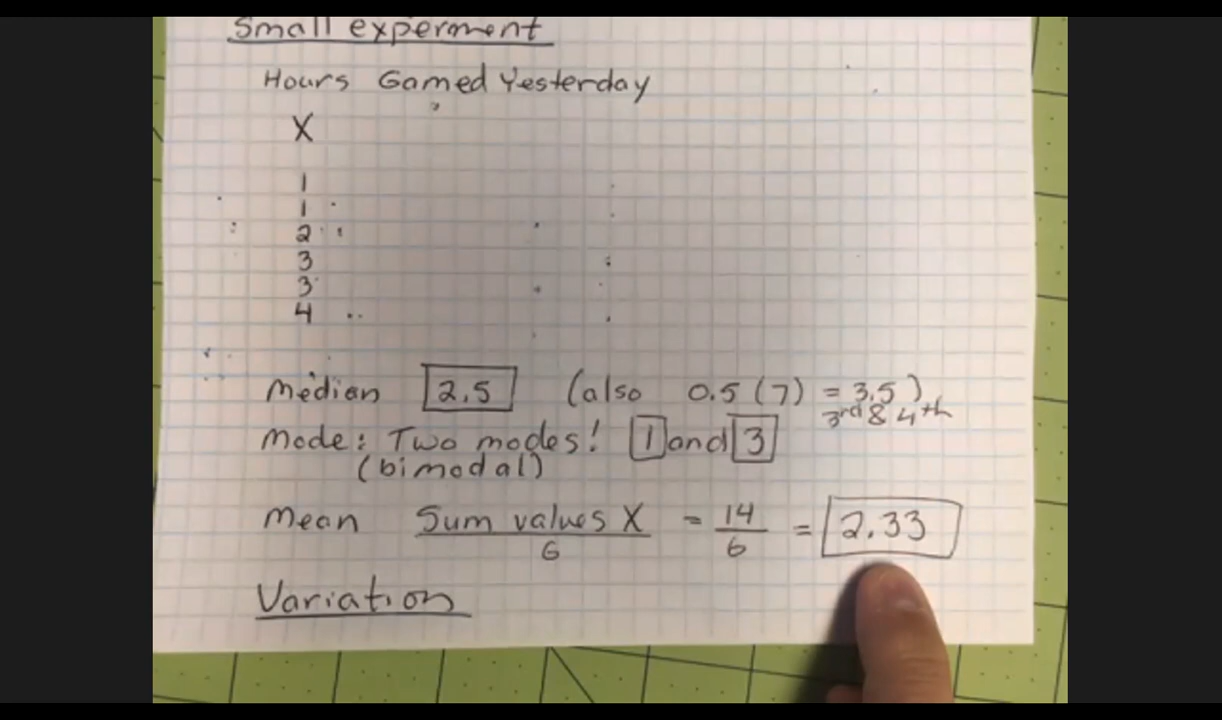 Small experment
Hours Gamed Yesterday
X
1
1
2
3
3
4
Median 2.5 (also 0.5(7) = 3.5)
3rd & 4th
Mode: Two modes! 1 and 3
(bimodal)
Mean Sum values X = 14 = 2.33
6 6
Variation